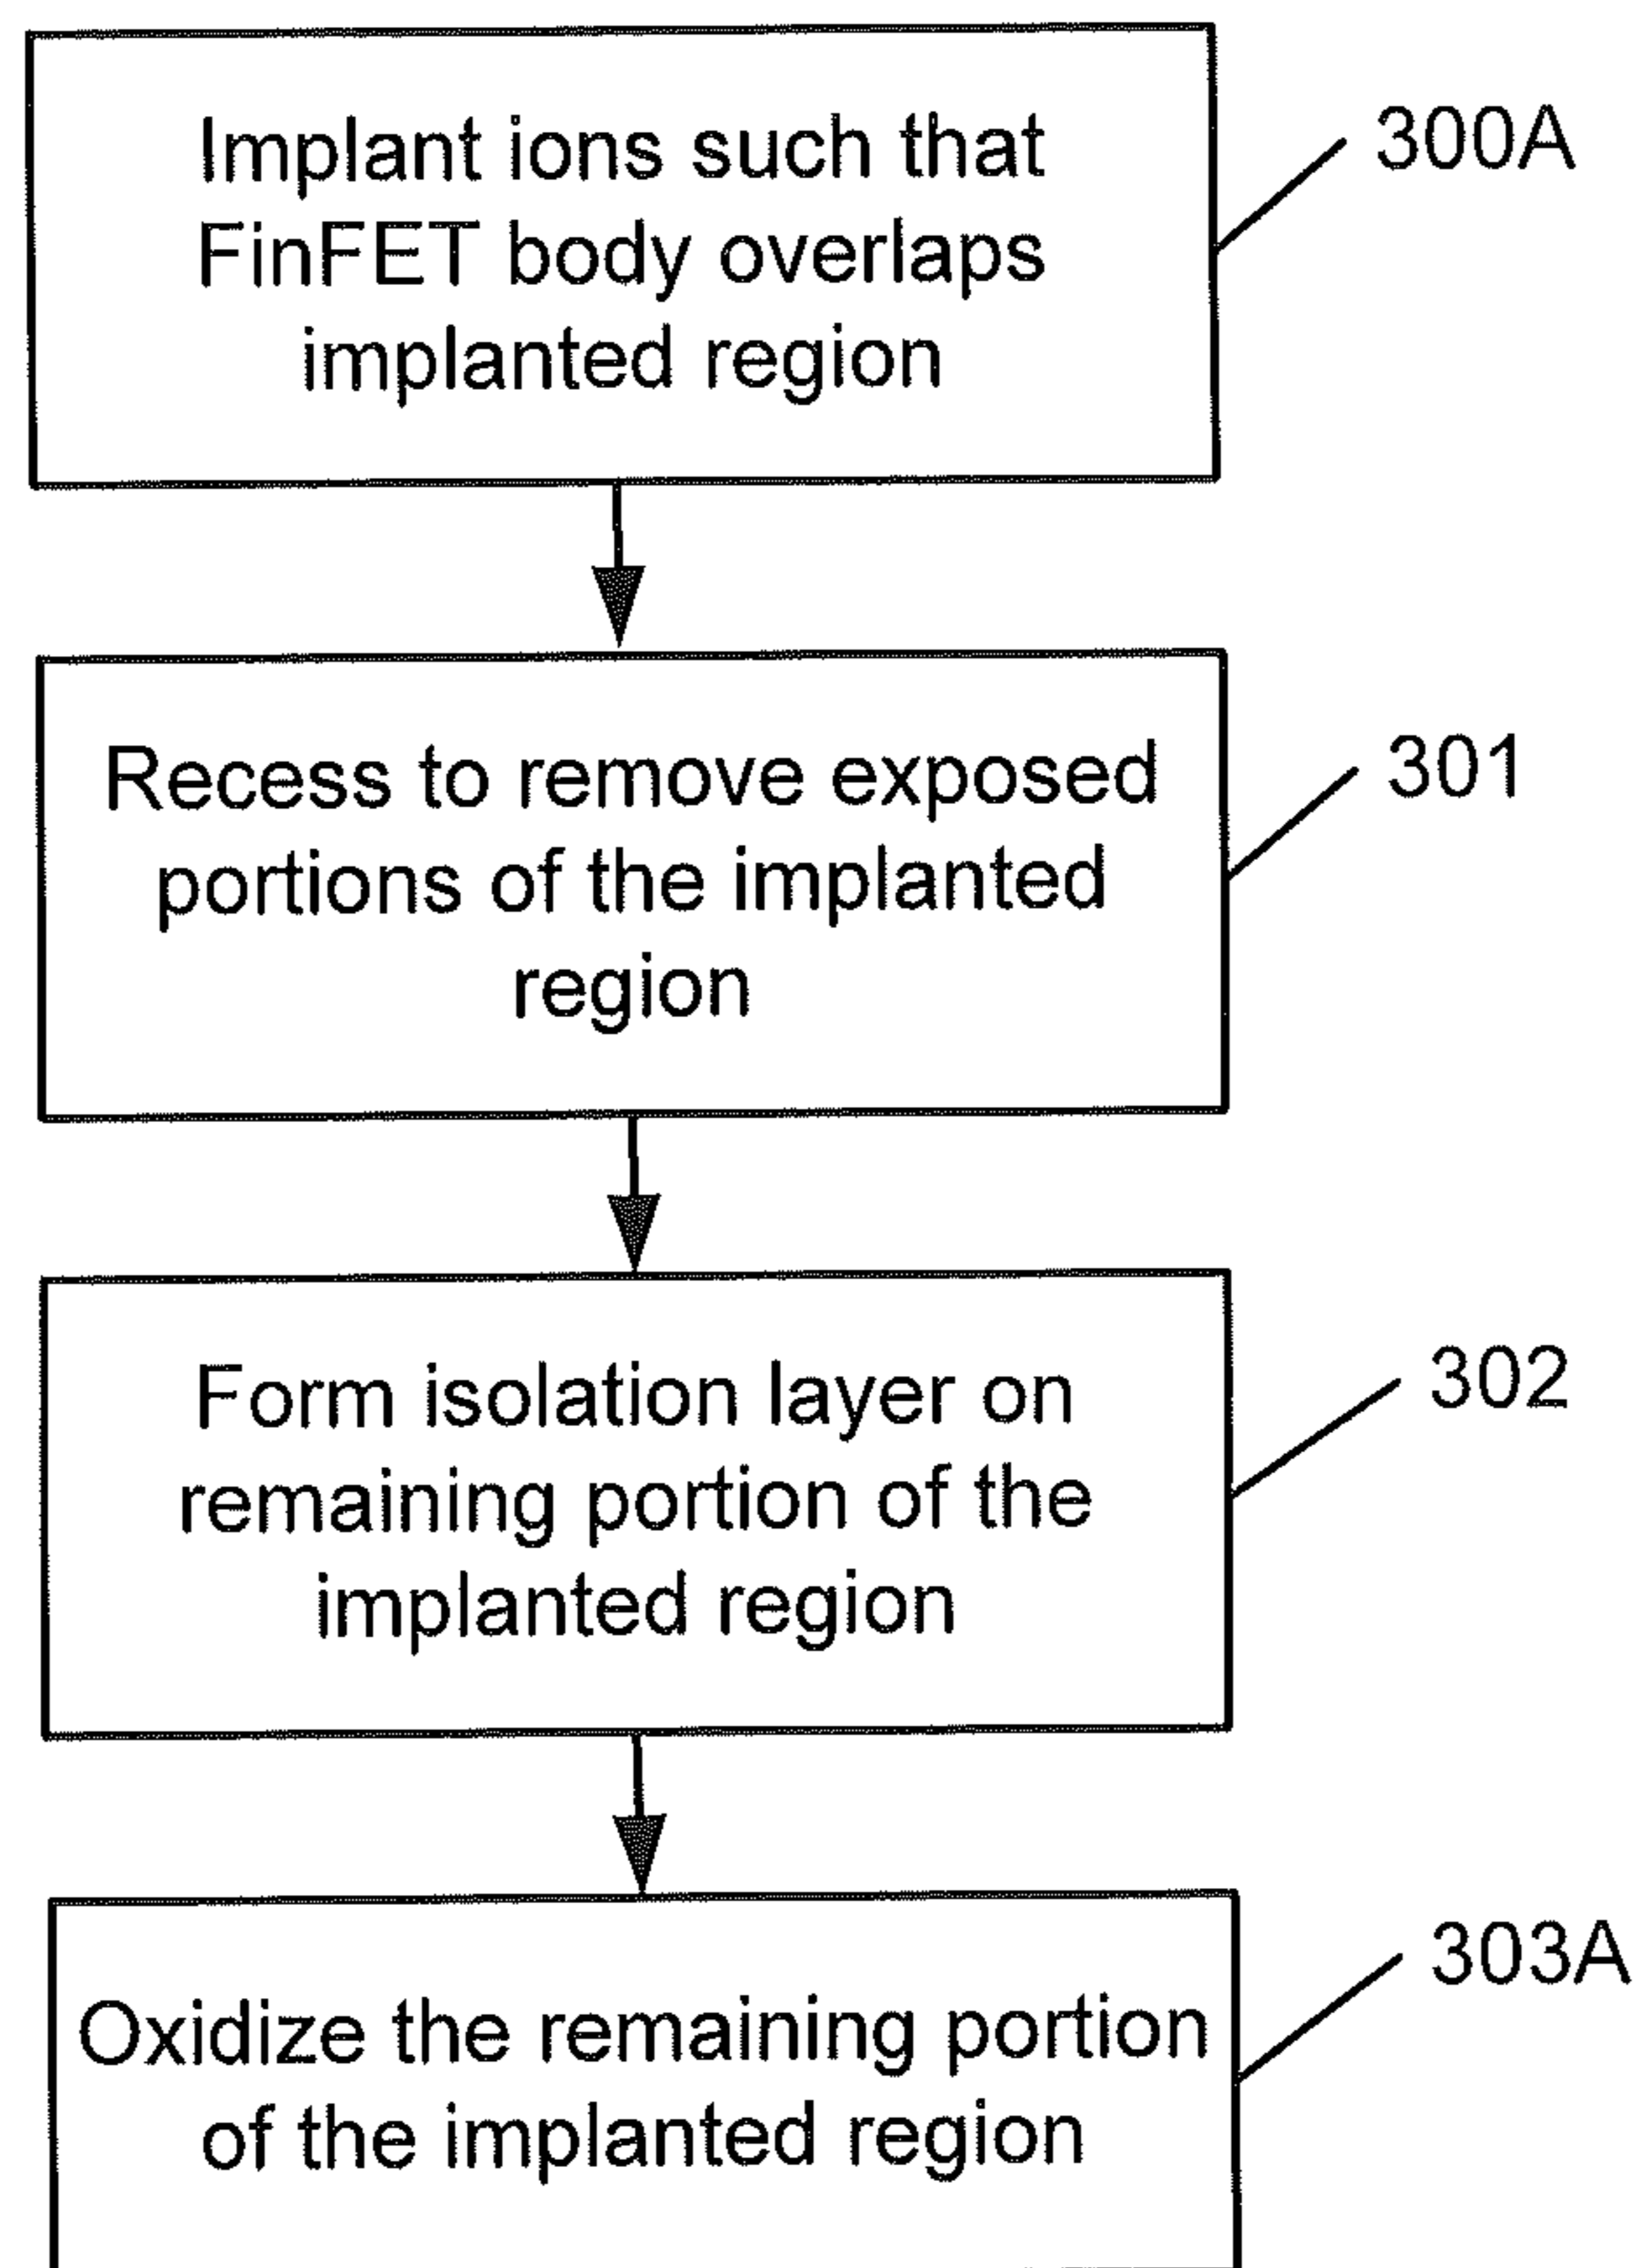 Implant ions such that
FinFET body overlaps
implanted region
300A
Recess to remove exposed
portions of the implanted
region
301
Form isolation layer on
remaining portion of the
implanted region
302
Oxidize the remaining portion
of the implanted region
303A